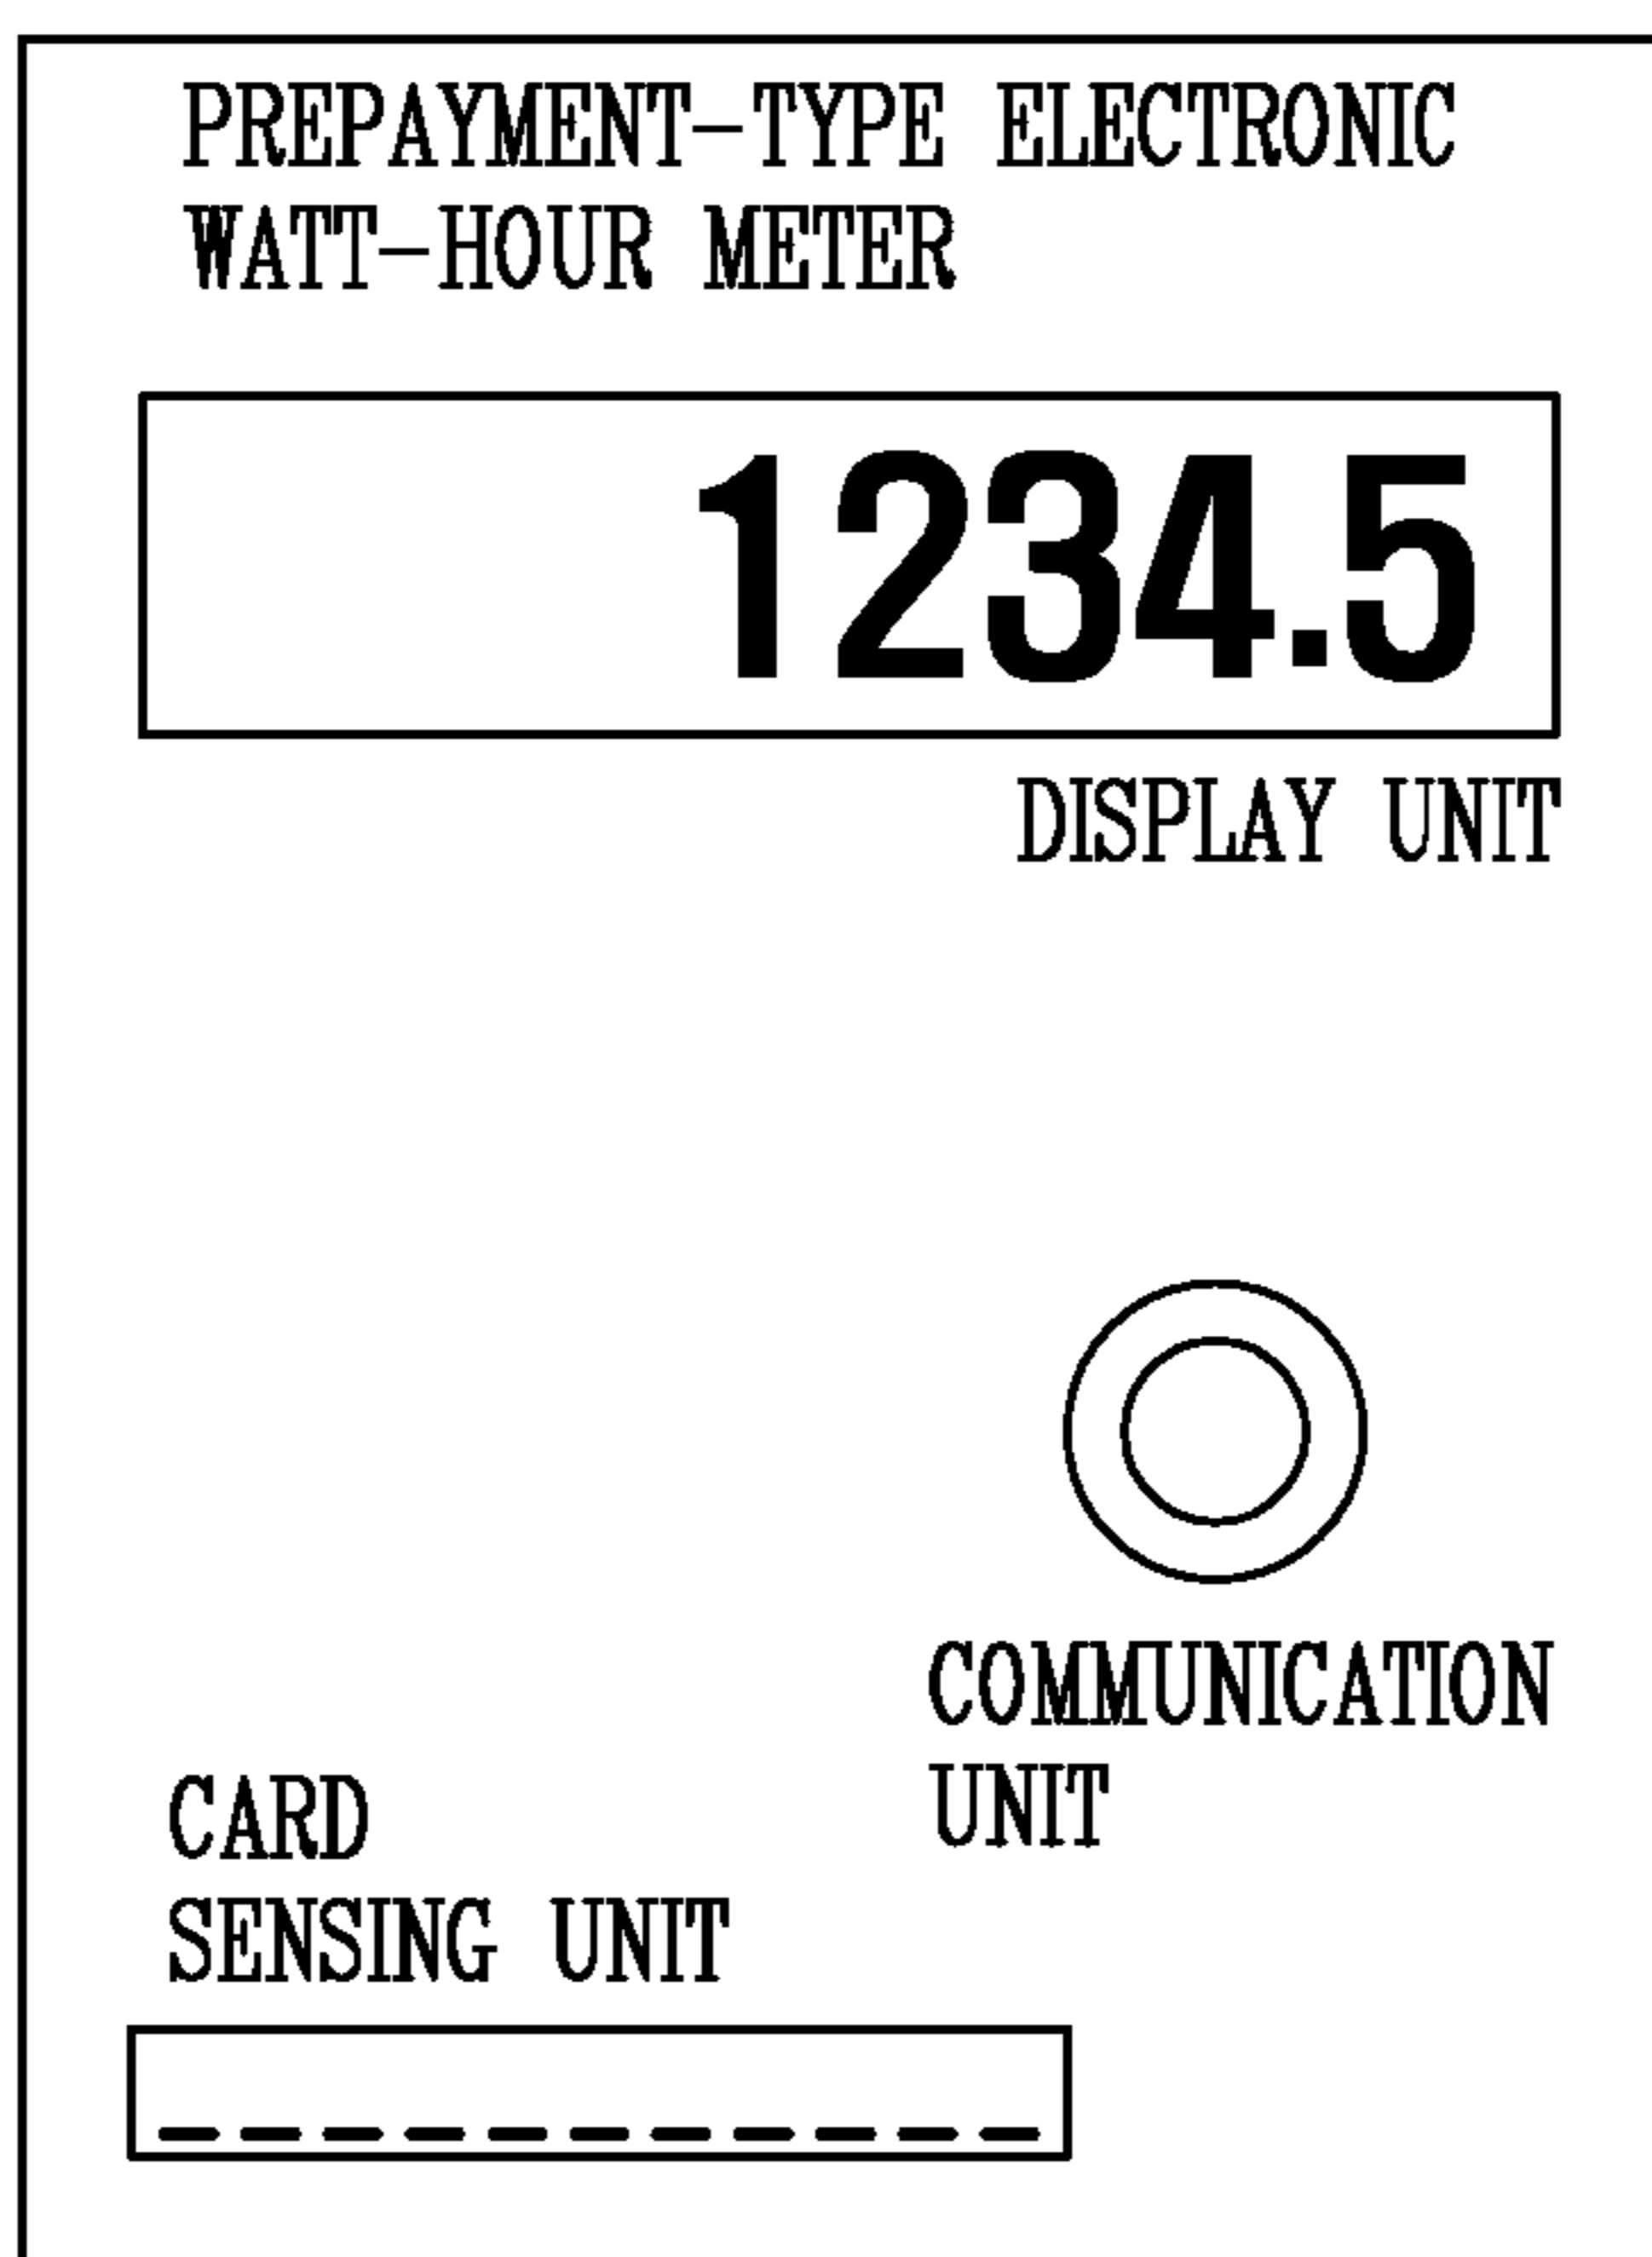 PREPAYMENT-TYPE ELECTRONIC
WATT-HOUR METER
1234.5
DISPLAY UNIT
COMMUNICATION
UNIT
CARD
SENSING UNIT